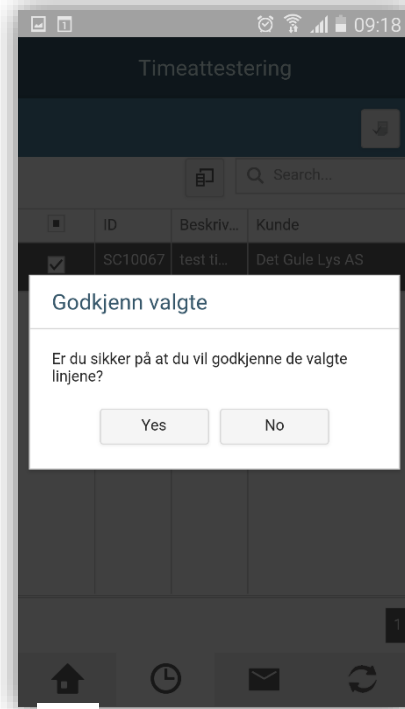 1 09:18
Timeattestering
Search...
ID Beskriv... Kunde
SC10067 test ti... Det Gule Lys AS
Godkjenn valgte
Er du sikker på at du vil godkjenne de valgte
linjene?
Yes No
1